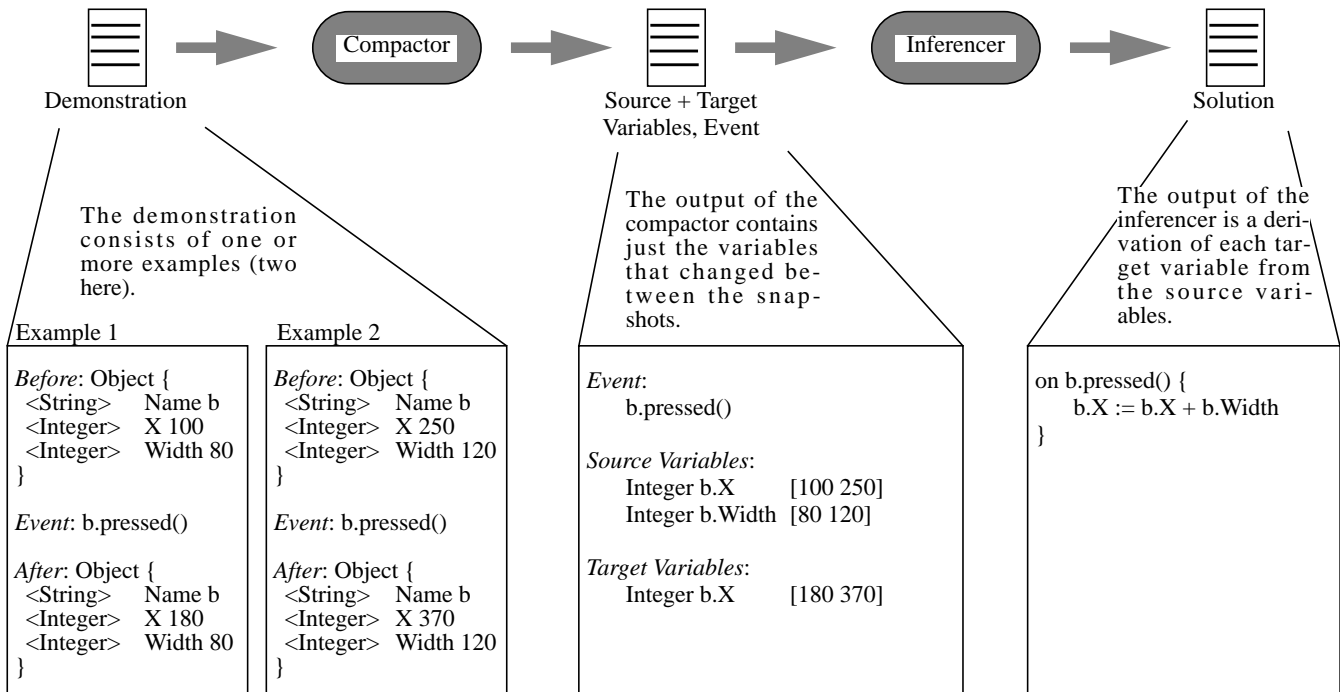 Compactor
Inferencer
Demonstration
Source + Target
Variables, Event
Solution
The demonstration
consists of one or
more examples (two
here).
The output of the
compactor contains
just the variables
that changed be-
tween the snap-
shots.
The output of the
inferencer is a deri-
vation of each tar-
get variable from
the source vari-
ables.
Example 1
Before: Object {
<String> Name b
<Integer> X 100
<Integer> Width 80
}
Event: b.pressed()
After: Object {
<String> Name b
<Integer> X 180
<Integer> Width 80
}
Example 2
Before: Object {
<String> Name b
<Integer> X 250
<Integer> Width 120
}
Event: b.pressed()
After: Object {
<String> Name b
<Integer> X 370
<Integer> Width 120
}
Event:
b.pressed()
Source Variables:
Integer b.X [100 250]
Integer b.Width [80 120]
Target Variables:
Integer b.X [180 370]
on b.pressed() {
b.X := b.X + b.Width
}